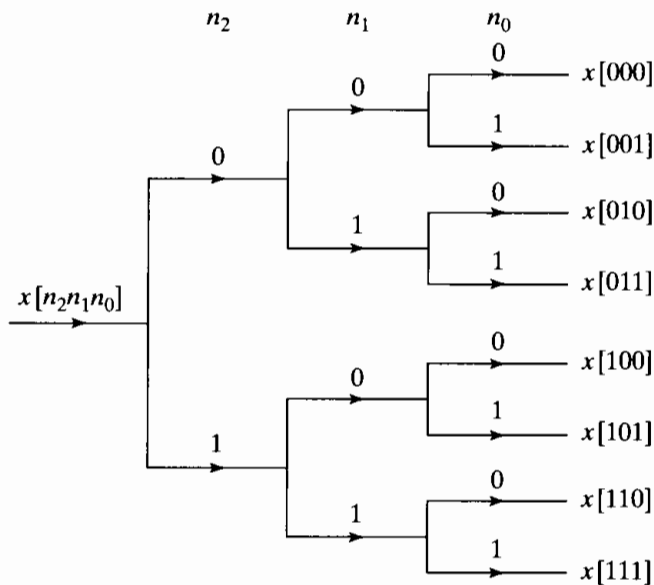 n₂ n₁ n₀
0 x[000]
0
1 x[001]
0
0 x[010]
1
1 x[011]
x[n₂n₁n₀]
0 x[100]
0
1 x[101]
1
0 x[110]
1
1 x[111]